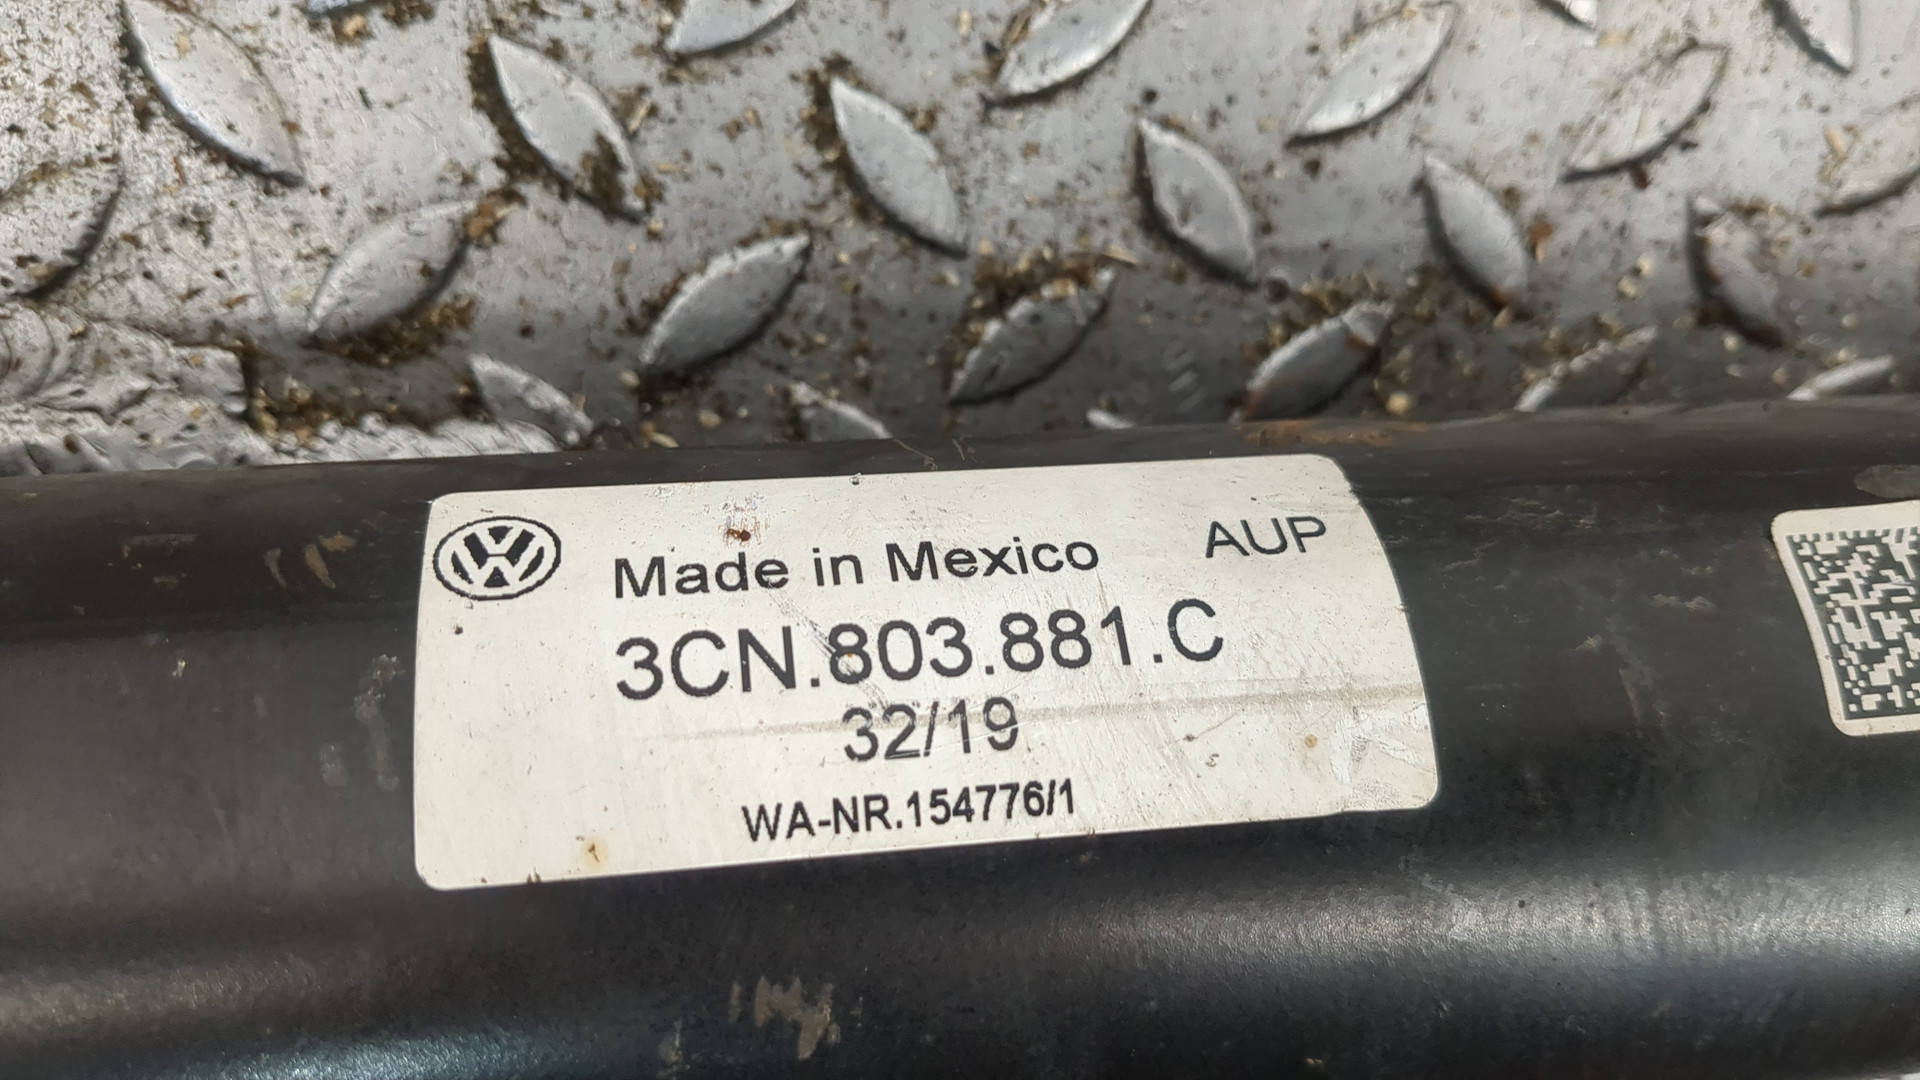 Made in Mexico AUP
3CN.803.881.C
32/19
WA-NR.154776/1